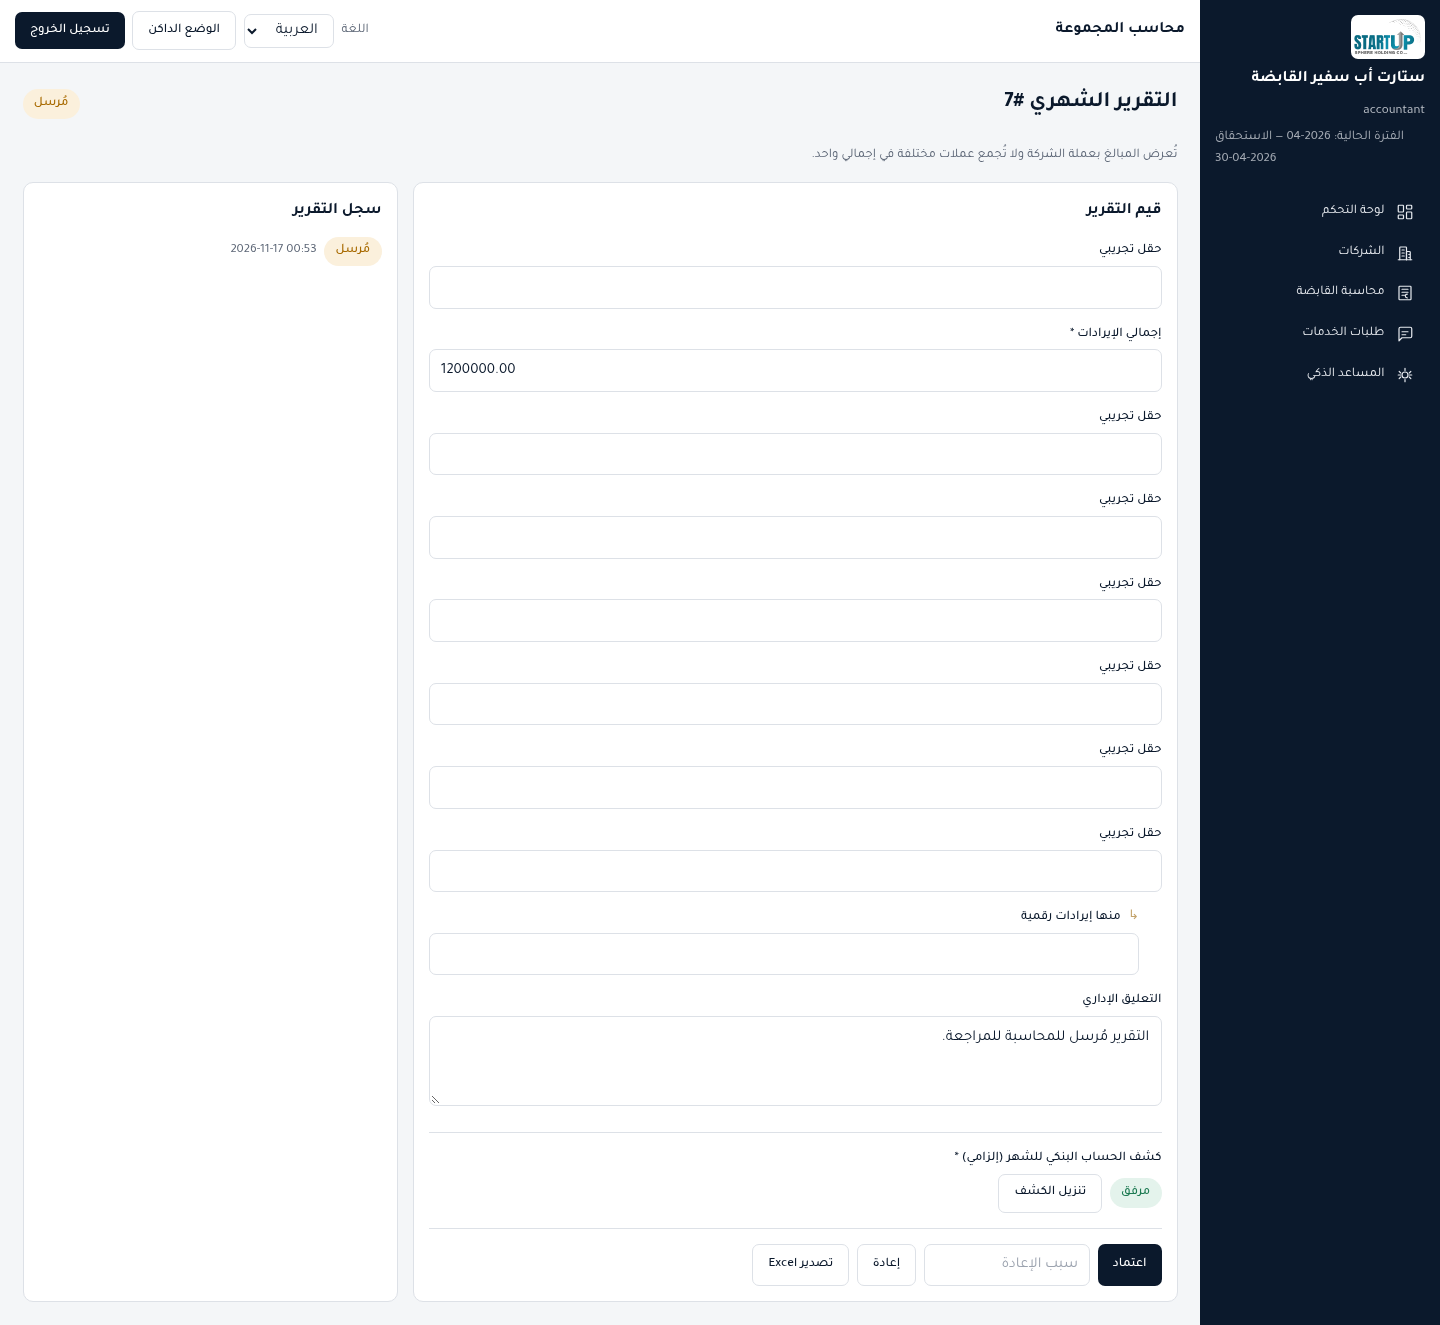 STARTUP
SPHERE HOLDING CO...
ستارت أب سفير القابضة
accountant
الفترة الحالية: 2026-04 — الاستحقاق
30-04-2026
لوحة التحكم
الشركات
محاسبة القابضة
طلبات الخدمات
المساعد الذكي
محاسب المجموعة
اللغة
العربية
الوضع الداكن
تسجيل الخروج
التقرير الشهري #7
مُرسل
تُعرض المبالغ بعملة الشركة ولا تُجمع عملات مختلفة في إجمالي واحد.
قيم التقرير
حقل تجريبي
إجمالي الإيرادات *
1200000.00
حقل تجريبي
حقل تجريبي
حقل تجريبي
حقل تجريبي
حقل تجريبي
حقل تجريبي
↳ منها إيرادات رقمية
التعليق الإداري
التقرير مُرسل للمحاسبة للمراجعة.
كشف الحساب البنكي للشهر (إلزامي) *
مرفق
تنزيل الكشف
اعتماد
سبب الإعادة
إعادة
تصدير Excel
سجل التقرير
مُرسل
2026-11-17 00:53